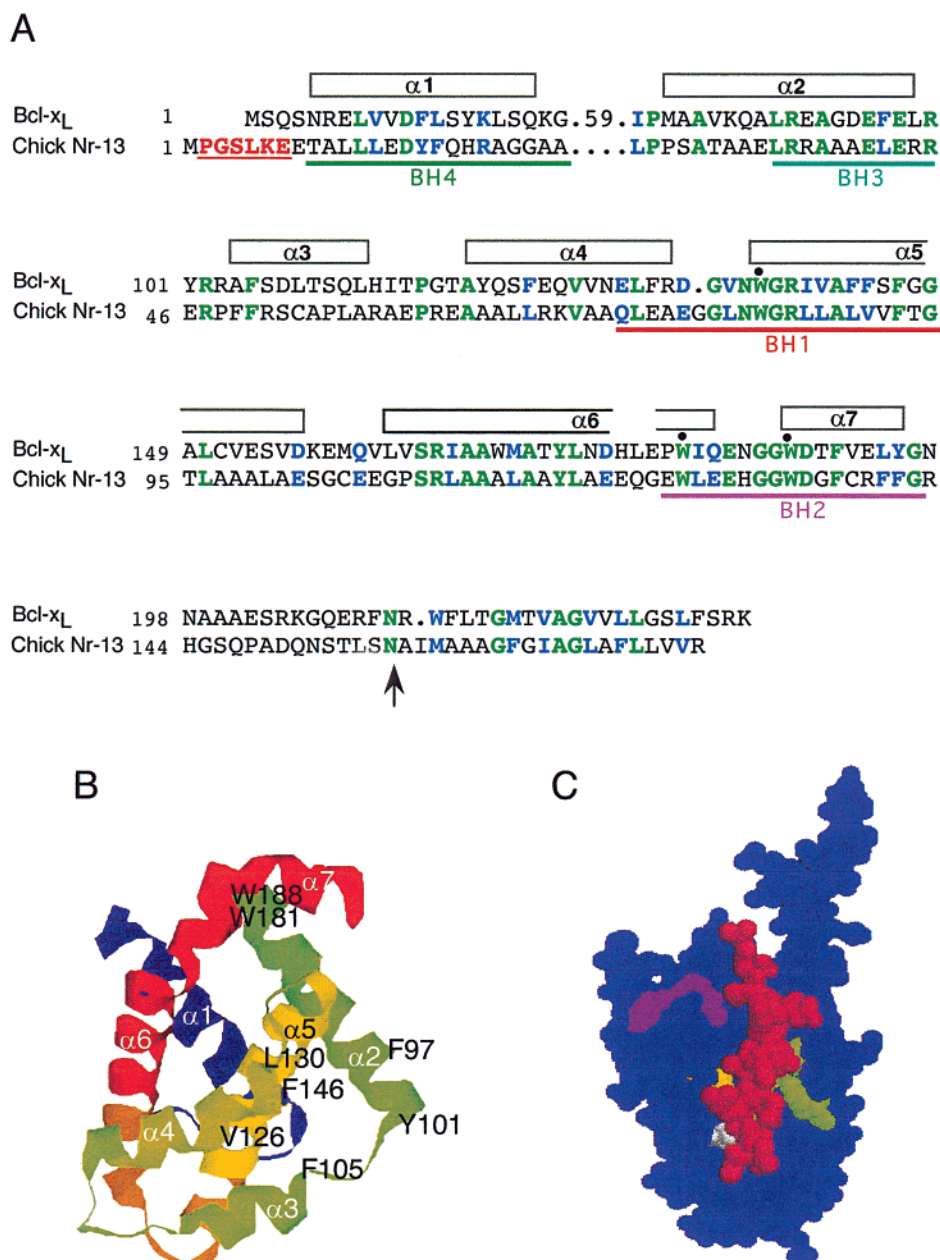 A
α1 α2
Bcl-xL 1 MSQSNRELVVDFLSYKLSQKG.59.IPMAAVKQALREAGDEFELR
Chick Nr-13 1 MPGSLKEETALLLEDYFQHRAGGAA....LPPSATAAELRRAAAELERR
BH4 BH3
α3 α4 α5
Bcl-xL 101 YRRAFSDLTSQLHITPGTAYQSFEQVVNELFRD.GVNWGRIVAFFSFGG
Chick Nr-13 46 ERPFFRSCAPLARAEPREAAALLRKVAAQLEAEGGLNWGRLLALVVFTG
BH1
α6 α7
Bcl-xL 149 ALCVESVDKEMQVLVSRIAAWMATYLNDHLEPWIQENGGWDTFVELYGN
Chick Nr-13 95 TLAAALAESGCEEGPSRLAAALAAYLAEEQGEWLEEHGGWDGFCRFFGR
BH2
Bcl-xL 198 NAAAESRKGQERFNR.WFLTGMTVAGVVLLGSLFSRK
Chick Nr-13 144 HGSQPADQNSTLSNAIMAAAGFGIAGLAFLLVVR
B
C
α7
W188
W181
α1
α5
α6
α2
F97
L130
F146
Y101
α4
V126
F105
α3